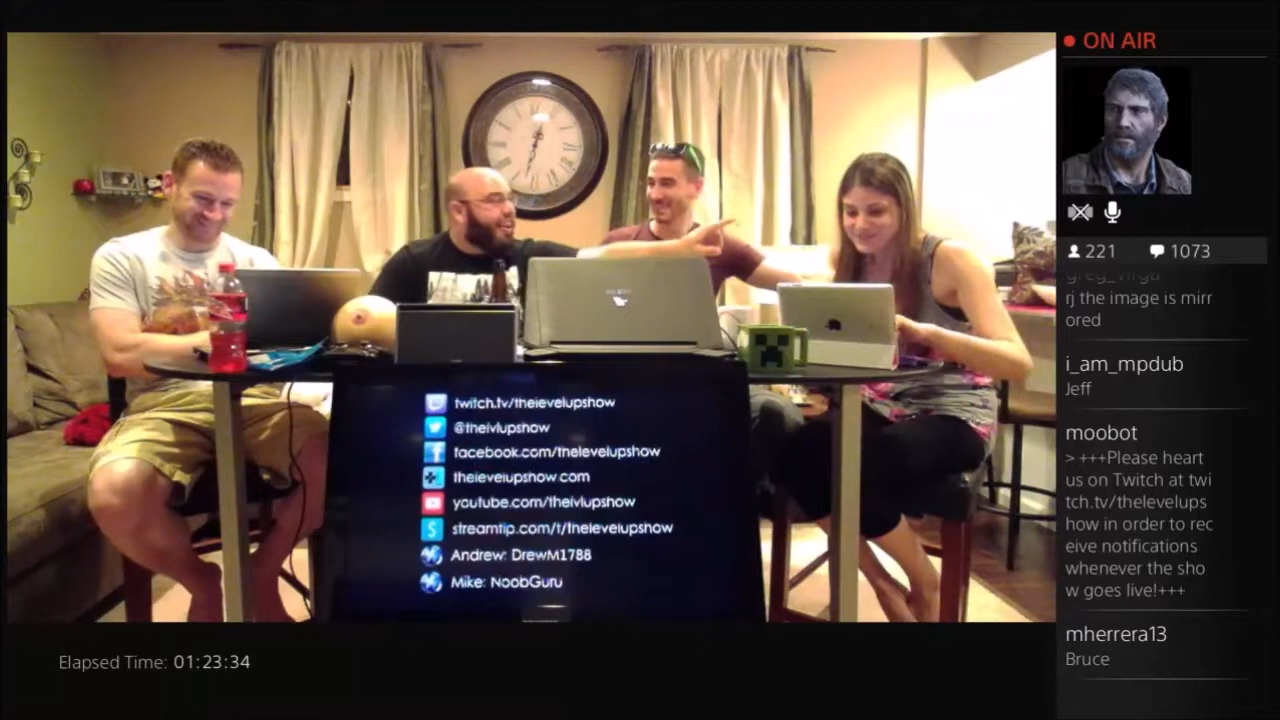 ON AIR
221 1073
greg_virga
rj the image is mirr
ored
i_am_mpdub
Jeff
moobot
> +++Please heart
us on Twitch at twi
tch.tv/thelevelups
how in order to rec
eive notifications
whenever the sho
w goes live!+++
mherrera13
Bruce
twitch.tv/thelevelupshow
@thelvlupshow
facebook.com/thelevelupshow
thelevelupshow.com
youtube.com/thelvlupshow
streamtip.com/t/thelevelupshow
Andrew: DrewM1788
Mike: NoobGuru
Elapsed Time: 01:23:34